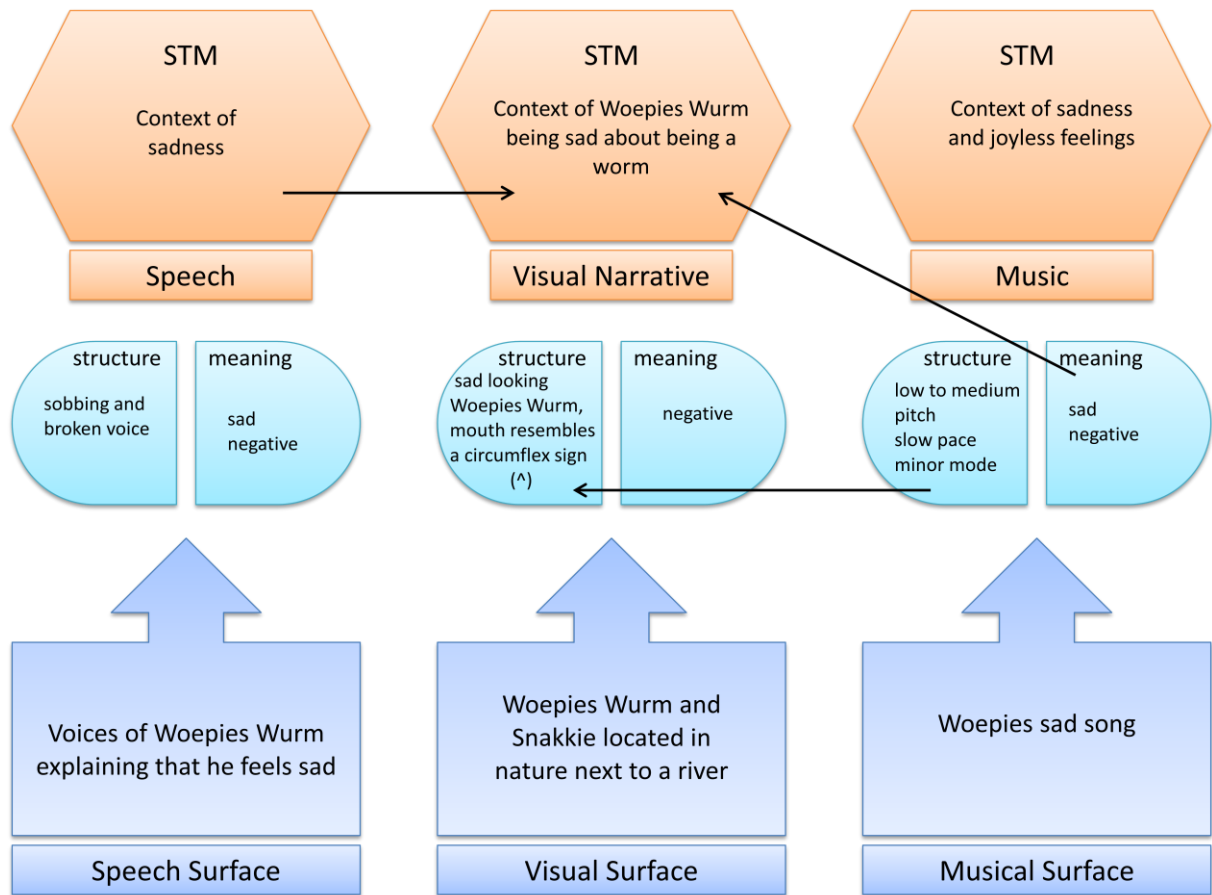 STM
Context of
sadness
STM
Context of Woepies Wurm
being sad about being a
worm
STM
Context of sadness
and joyless feelings
Speech
Visual Narrative
Music
structure
sobbing and
broken voice
meaning
sad
negative
structure
sad looking
Woepies Wurm,
mouth resembles
a circumflex sign
(^)
meaning
negative
structure
low to medium
pitch
slow pace
minor mode
meaning
sad
negative
Voices of Woepies Wurm
explaining that he feels sad
Woepies Wurm and
Snakkie located in
nature next to a river
Woepies sad song
Speech Surface
Visual Surface
Musical Surface